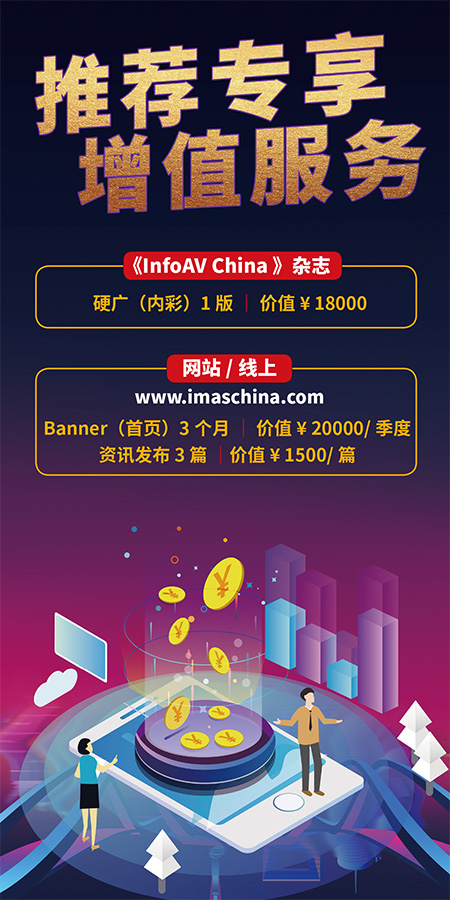 推荐专享
增值服务
《InfoAV China 》杂志
硬广（内彩）1 版 | 价值 ¥ 18000
网站 / 线上
www.imaschina.com
Banner（首页）3 个月 | 价值 ¥ 20000/ 季度
资讯发布 3 篇 | 价值 ¥ 1500/ 篇